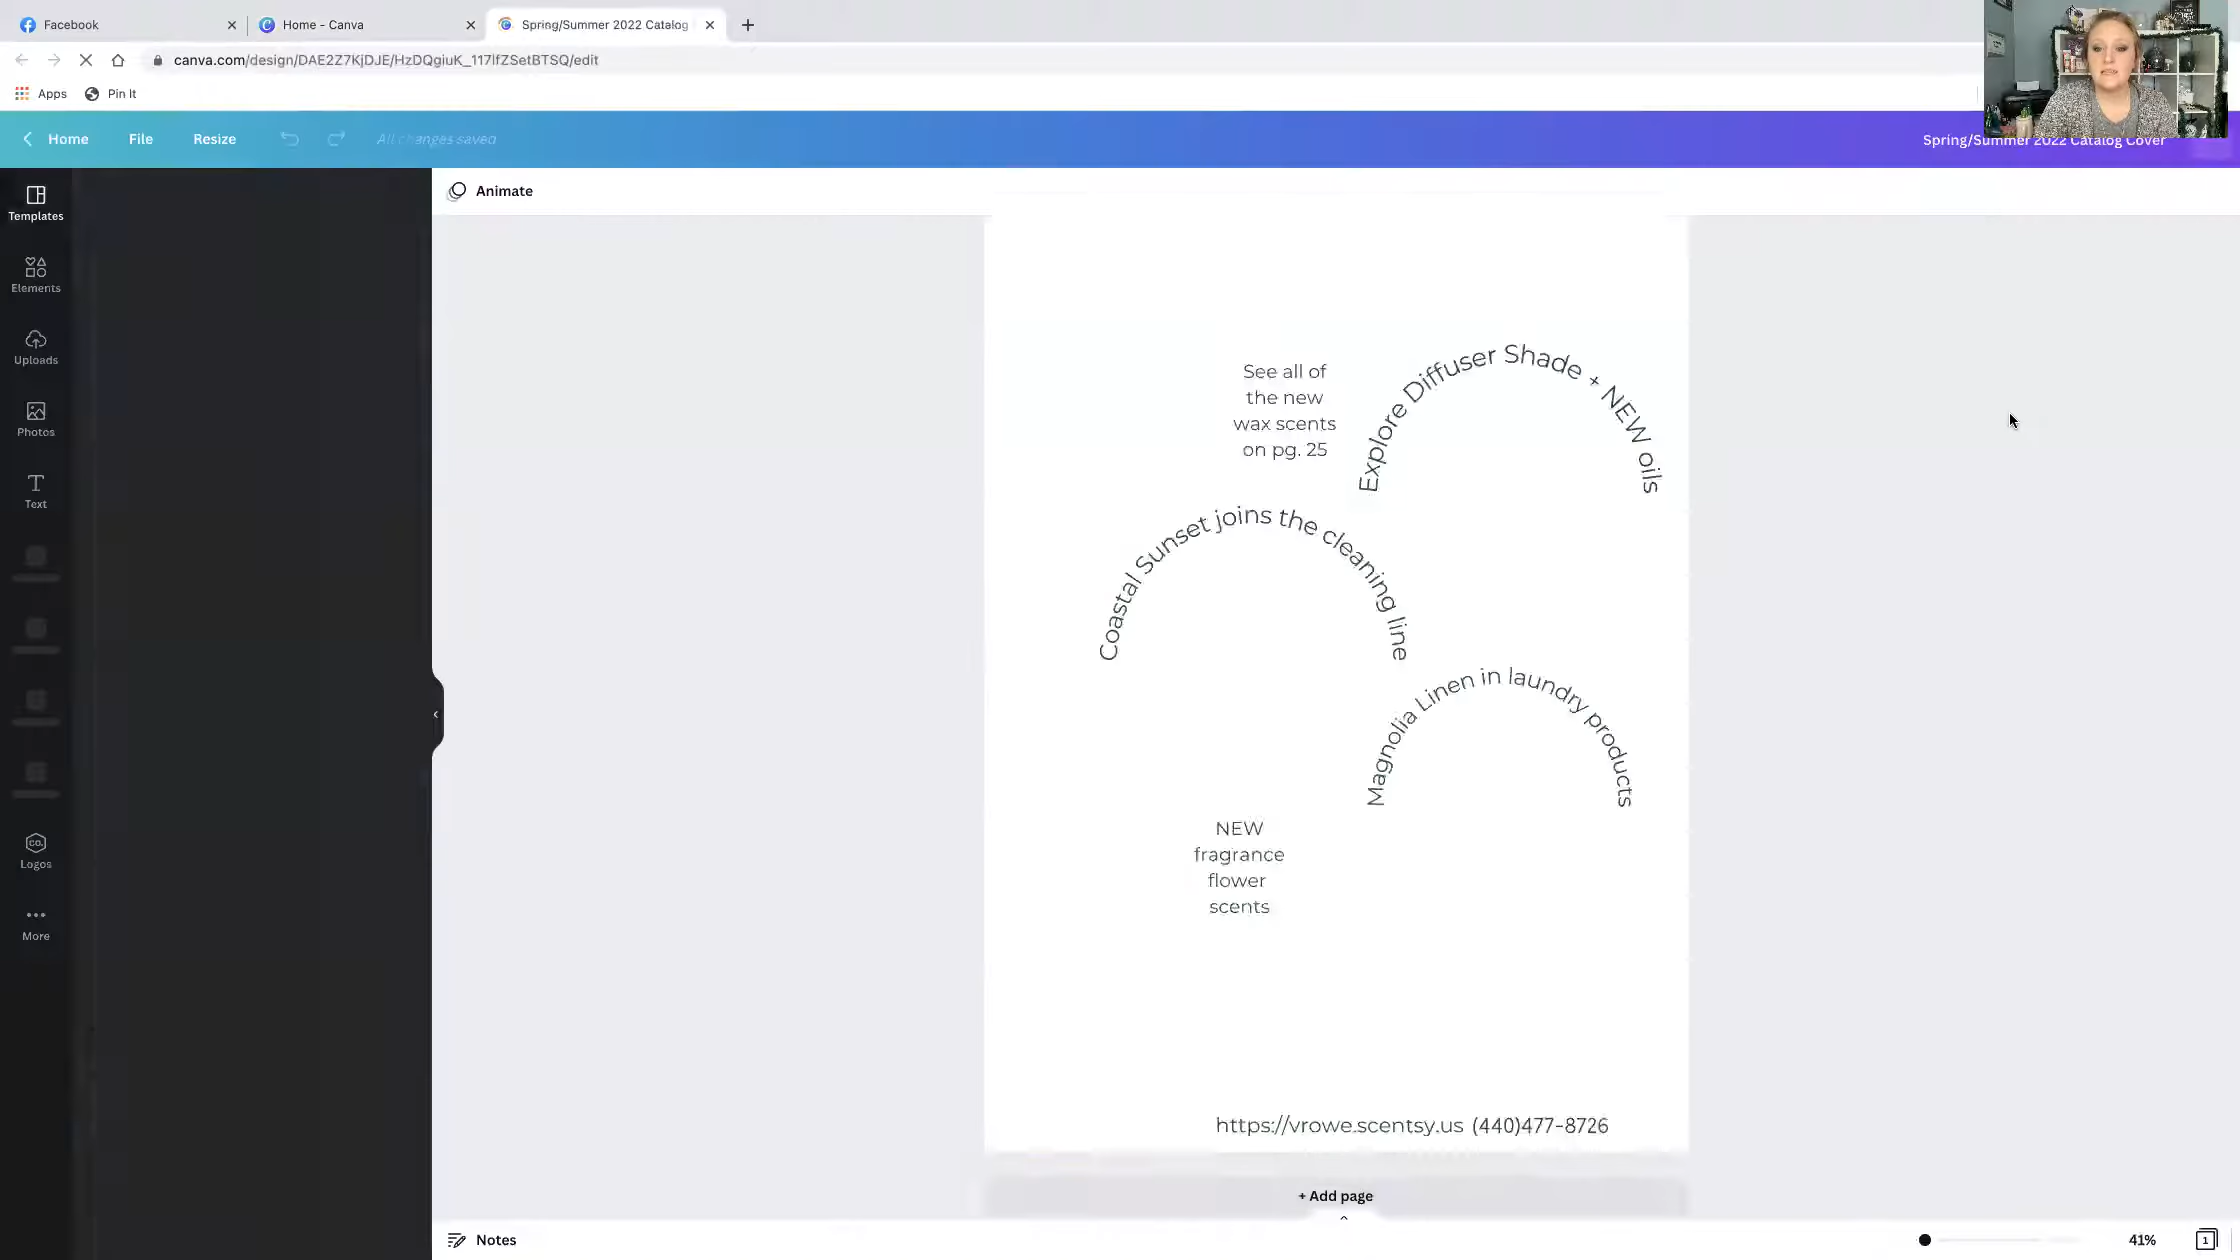 Facebook
Home - Canva
Spring/Summer 2022 Catalog
canva.com/design/DAE2Z7KjDJE/HzDQgiuK_117lfZSetBTSQ/edit
Apps
Pin It
Home
File
Resize
All changes saved
Spring/Summer 2022 Catalog Cover
Templates
Elements
Uploads
Photos
Text
Logos
More
Animate
See all of
the new
wax scents
on pg. 25
Explore Diffuser Shade + NEW oils
Coastal Sunset joins the cleaning line
Magnolia Linen in laundry products
NEW
fragrance
flower
scents
https://vrowe.scentsy.us (440)477-8726
+ Add page
Notes
41%
1